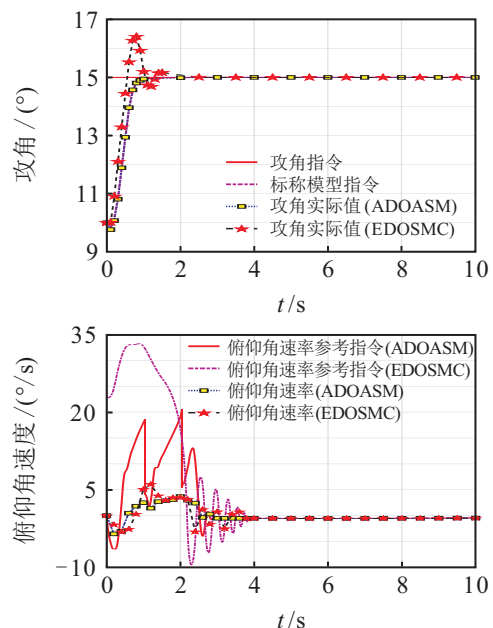 17
15
13
11
9
攻角 / (°)
攻角指令
标称模型指令
攻角实际值 (ADOASM)
攻角实际值 (EDOSMC)
0 2 4 6 8 10
t/s
35
20
5
−10
俯仰角速度 / (°/s)
俯仰角速率参考指令(ADOASM)
俯仰角速率参考指令(EDOSMC)
俯仰角速率(ADOASM)
俯仰角速率(EDOSMC)
0 2 4 6 8 10
t/s